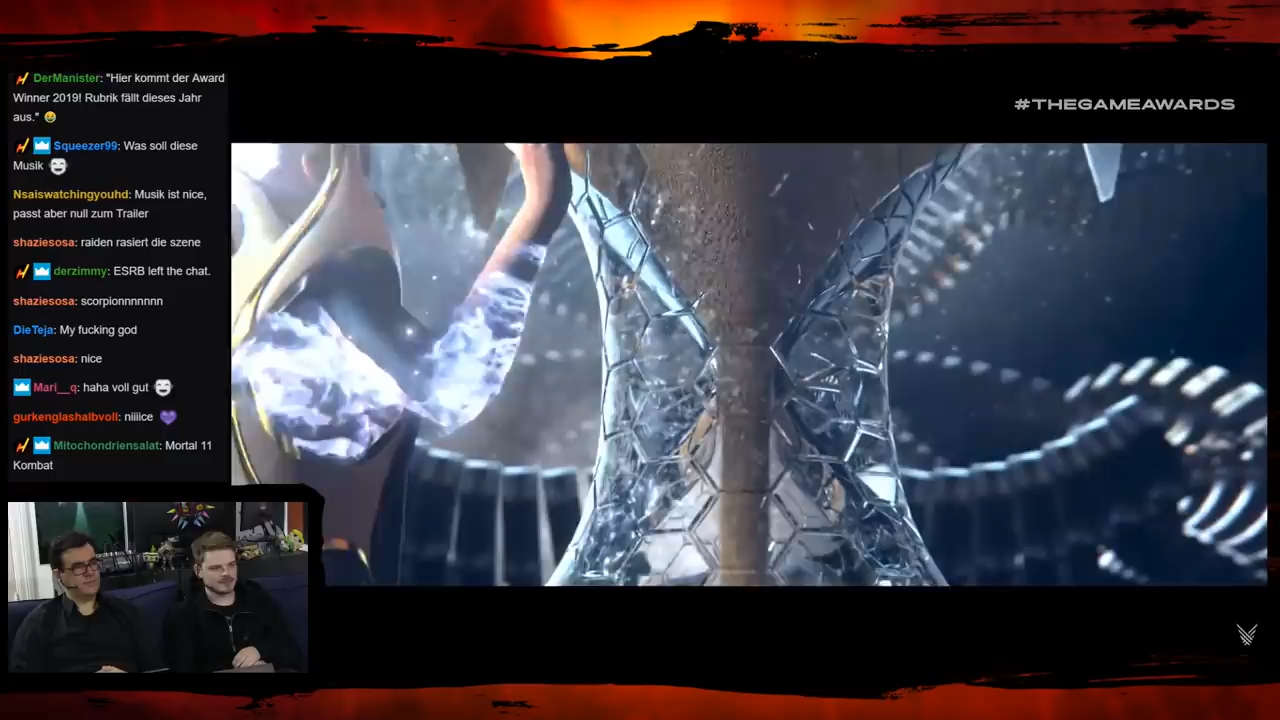 DerManister: "Hier kommt der Award
Winner 2019! Rubrik fällt dieses Jahr
aus."
Squeezer99: Was soll diese
Musik
Nsaiswatchingyouhd: Musik ist nice,
passt aber null zum Trailer
shaziesosa: raiden rasiert die szene
derzimmy: ESRB left the chat.
shaziesosa: scorpionnnnnn
DieTeja: My fucking god
shaziesosa: nice
Mari__q: haha voll gut
gurkenglashalbvoll: niiice
Mitochondriensalat: Mortal 11
Kombat
#THEGAMEAWARDS